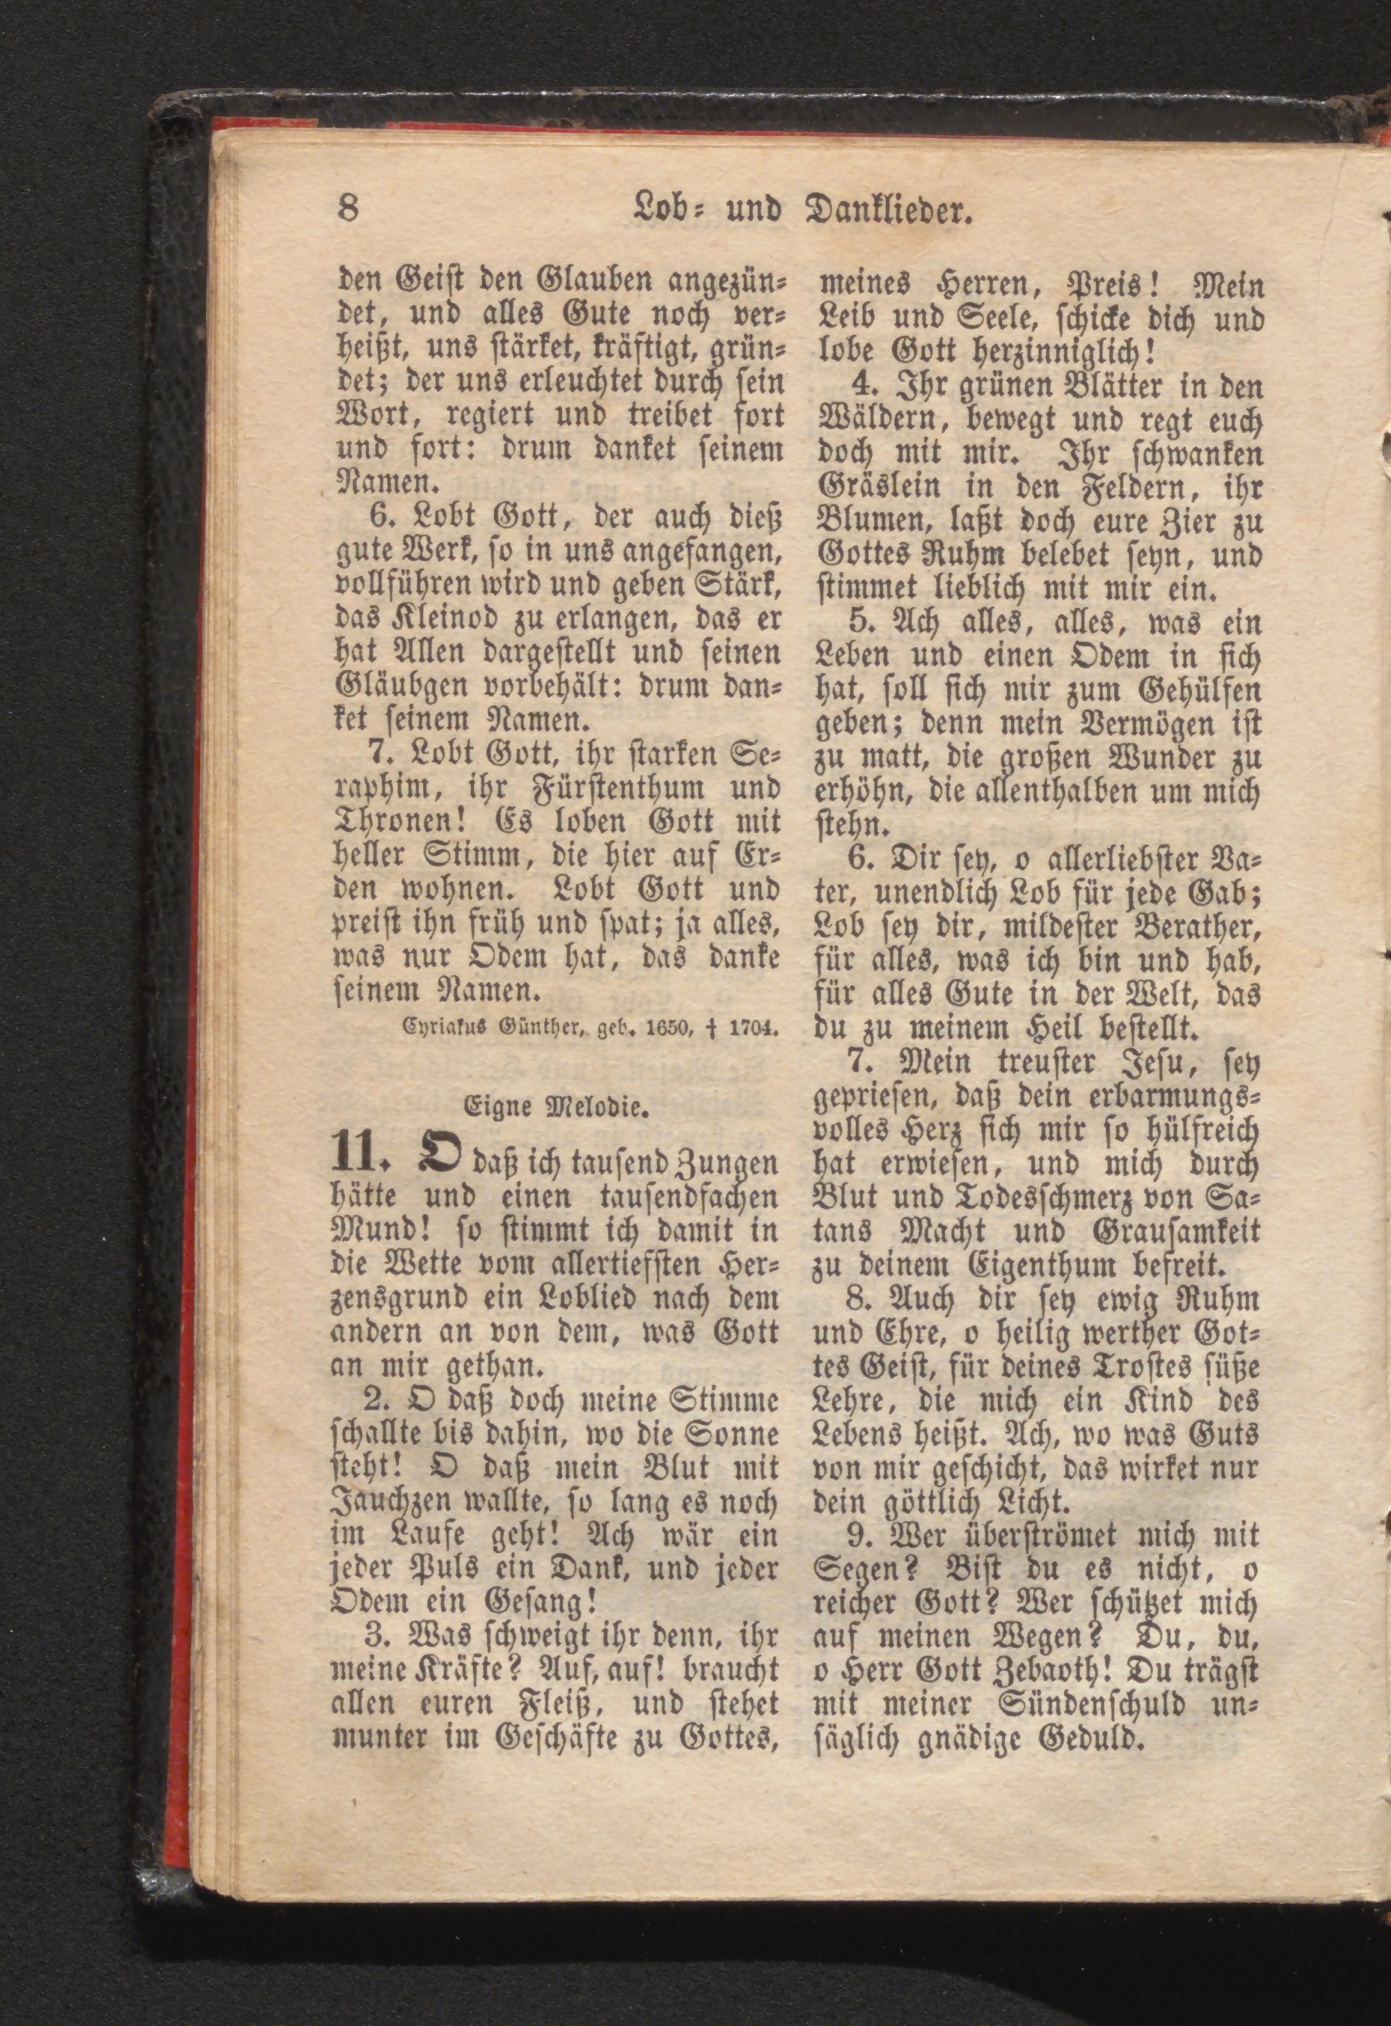 8 Lob- und Danklieder.
den Geist den Glauben angezün-
det, und alles Gute noch ver-
heißt, uns stärket, kräftigt, grün-
det; der uns erleuchtet durch sein
Wort, regiert und treibet fort
und fort: drum danket seinem
Namen.
6. Lobt Gott, der auch dieß
gute Werk, so in uns angefangen,
vollführen wird und geben Stärk,
das Kleinod zu erlangen, das er
hat Allen dargestellt und seinen
Gläubgen vorbehält: drum dan-
ket seinem Namen.
7. Lobt Gott, ihr starken Se-
raphim, ihr Fürstenthum und
Thronen! Es loben Gott mit
heller Stimm, die hier auf Er-
den wohnen. Lobt Gott und
preist ihn früh und spat; ja alles,
was nur Odem hat, das danke
seinem Namen.
Cyriakus Günther, geb. 1650, † 1704.
Eigne Melodie.
11. O daß ich tausend Zungen
hätte und einen tausendfachen
Mund! so stimmt ich damit in
die Wette vom allertiefsten Her-
zensgrund ein Loblied nach dem
andern an von dem, was Gott
an mir gethan.
2. O daß doch meine Stimme
schallte bis dahin, wo die Sonne
steht! O daß mein Blut mit
Jauchzen wallte, so lang es noch
im Laufe geht! Ach wär ein
jeder Puls ein Dank, und jeder
Odem ein Gesang!
3. Was schweigt ihr denn, ihr
meine Kräfte? Auf, auf! braucht
allen euren Fleiß, und stehet
munter im Geschäfte zu Gottes,
meines Herren, Preis! Mein
Leib und Seele, schicke dich und
lobe Gott herzinniglich!
4. Ihr grünen Blätter in den
Wäldern, bewegt und regt euch
doch mit mir. Ihr schwanken
Gräslein in den Feldern, ihr
Blumen, laßt doch eure Zier zu
Gottes Ruhm belebet seyn, und
stimmet lieblich mit mir ein.
5. Ach alles, alles, was ein
Leben und einen Odem in sich
hat, soll sich mir zum Gehülfen
geben; denn mein Vermögen ist
zu matt, die großen Wunder zu
erhöhn, die allenthalben um mich
stehn.
6. Dir sey, o allerliebster Va-
ter, unendlich Lob für jede Gab;
Lob sey dir, mildester Berather,
für alles, was ich bin und hab,
für alles Gute in der Welt, das
du zu meinem Heil bestellt.
7. Mein treuster Jesu, sey
gepriesen, daß dein erbarmungs-
volles Herz sich mir so hülfreich
hat erwiesen, und mich durch
Blut und Todesschmerz von Sa-
tans Macht und Grausamkeit
zu deinem Eigenthum befreit.
8. Auch dir sey ewig Ruhm
und Ehre, o heilig werther Got-
tes Geist, für deines Trostes süße
Lehre, die mich ein Kind des
Lebens heißt. Ach, wo was Guts
von mir geschicht, das wirket nur
dein göttlich Licht.
9. Wer überströmet mich mit
Segen? Bist du es nicht, o
reicher Gott? Wer schützet mich
auf meinen Wegen? Du, du,
o Herr Gott Zebaoth! Du trägst
mit meiner Sündenschuld un-
säglich gnädige Geduld.